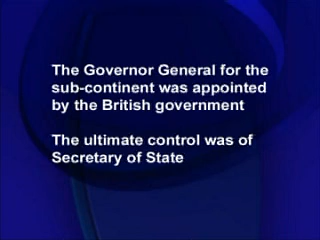 The Governor General for the
sub-continent was appointed
by the British government
The ultimate control was of
Secretary of State